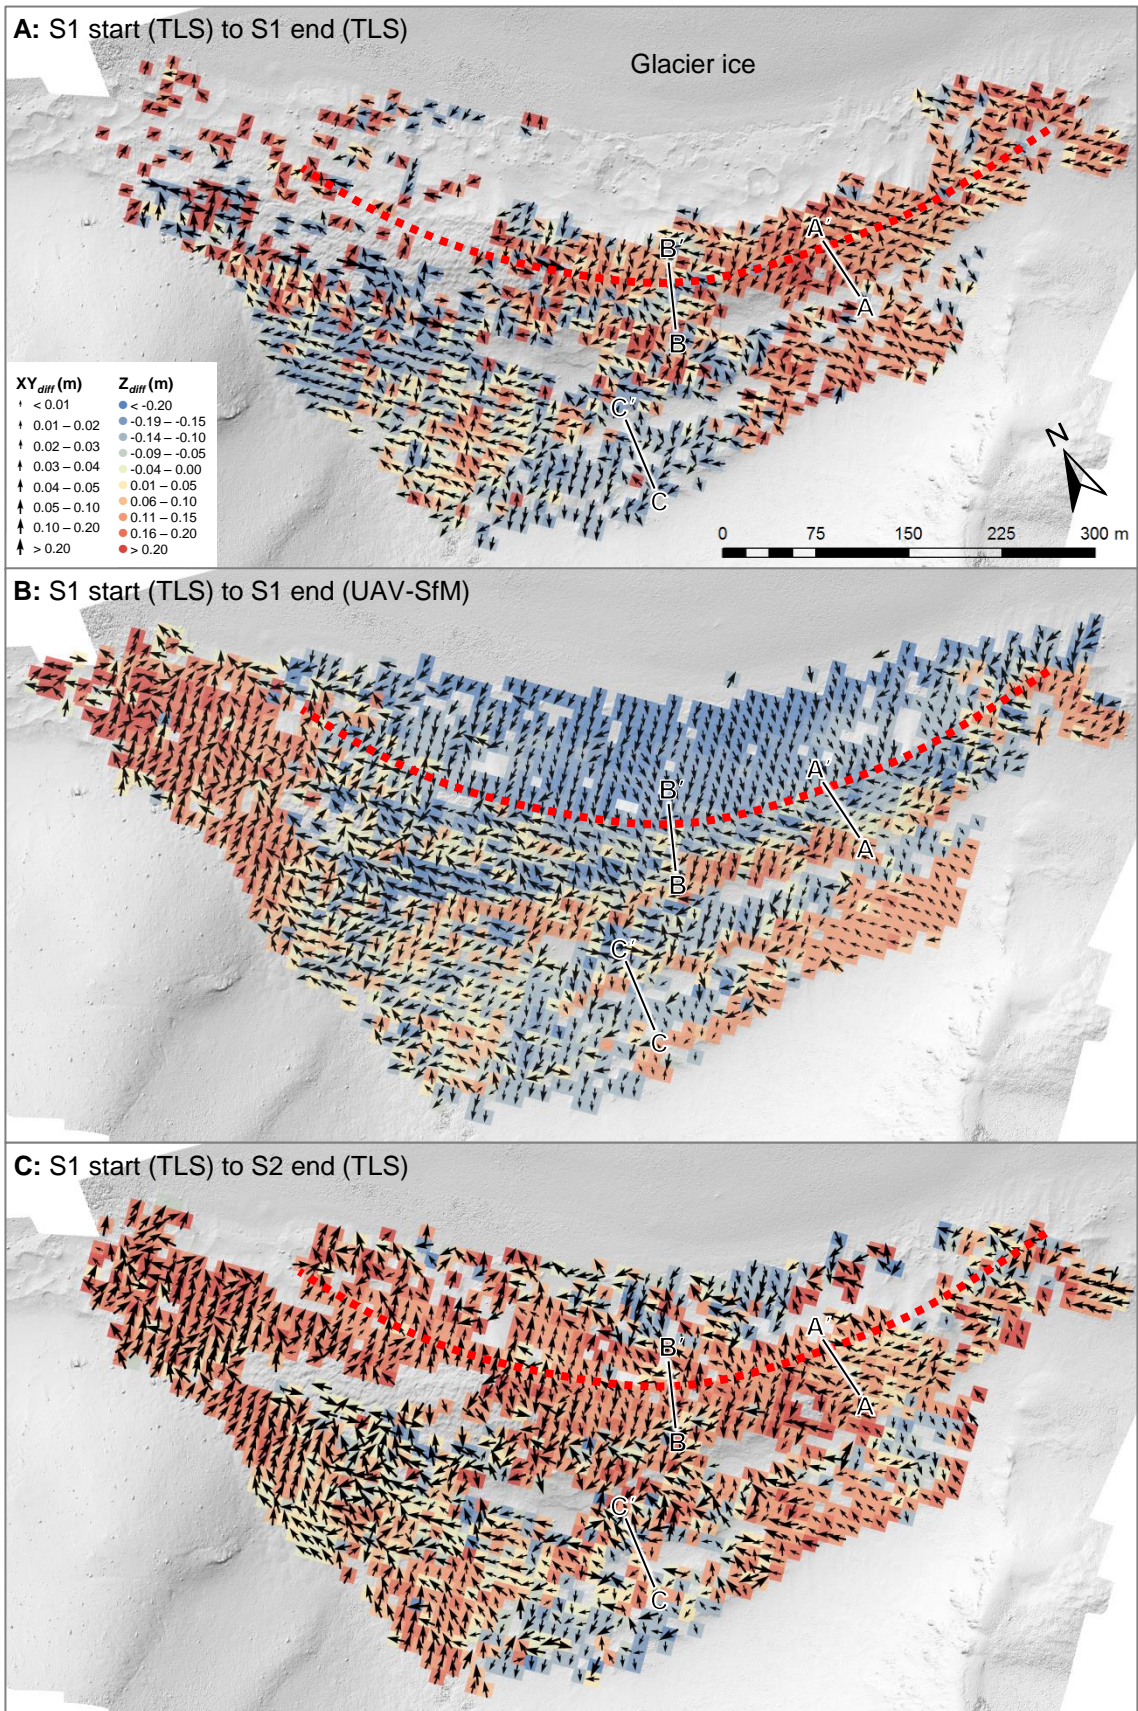 A: S1 start (TLS) to S1 end (TLS)
Glacier ice
A′
B′
A
B
C′
C
XYdiff (m) Zdiff (m)
< 0.01 < -0.20
0.01 – 0.02 -0.19 – -0.15
0.02 – 0.03 -0.14 – -0.10
0.03 – 0.04 -0.09 – -0.05
0.04 – 0.05 -0.04 – 0.00
0.05 – 0.10 0.01 – 0.05
0.10 – 0.20 0.06 – 0.10
> 0.20 0.11 – 0.15
0.16 – 0.20
> 0.20
N
0 75 150 225 300 m
B: S1 start (TLS) to S1 end (UAV-SfM)
A′
B′
A
B
C′
C
C: S1 start (TLS) to S2 end (TLS)
A′
B′
A
B
C′
C